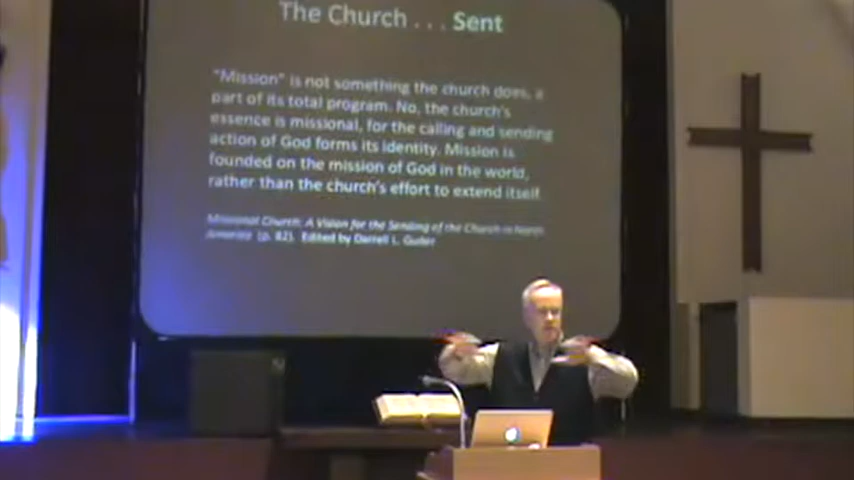 The Church . . . Sent
"Mission" is not something the church does, a
part of its total program. No, the church's
essence is missional, for the calling and sending
action of God forms its identity. Mission is
founded on the mission of God in the world,
rather than the church's effort to extend itself.
Missional Church: A Vision for the Sending of the Church in North
America (p. 82). Edited by Darrell L. Guder